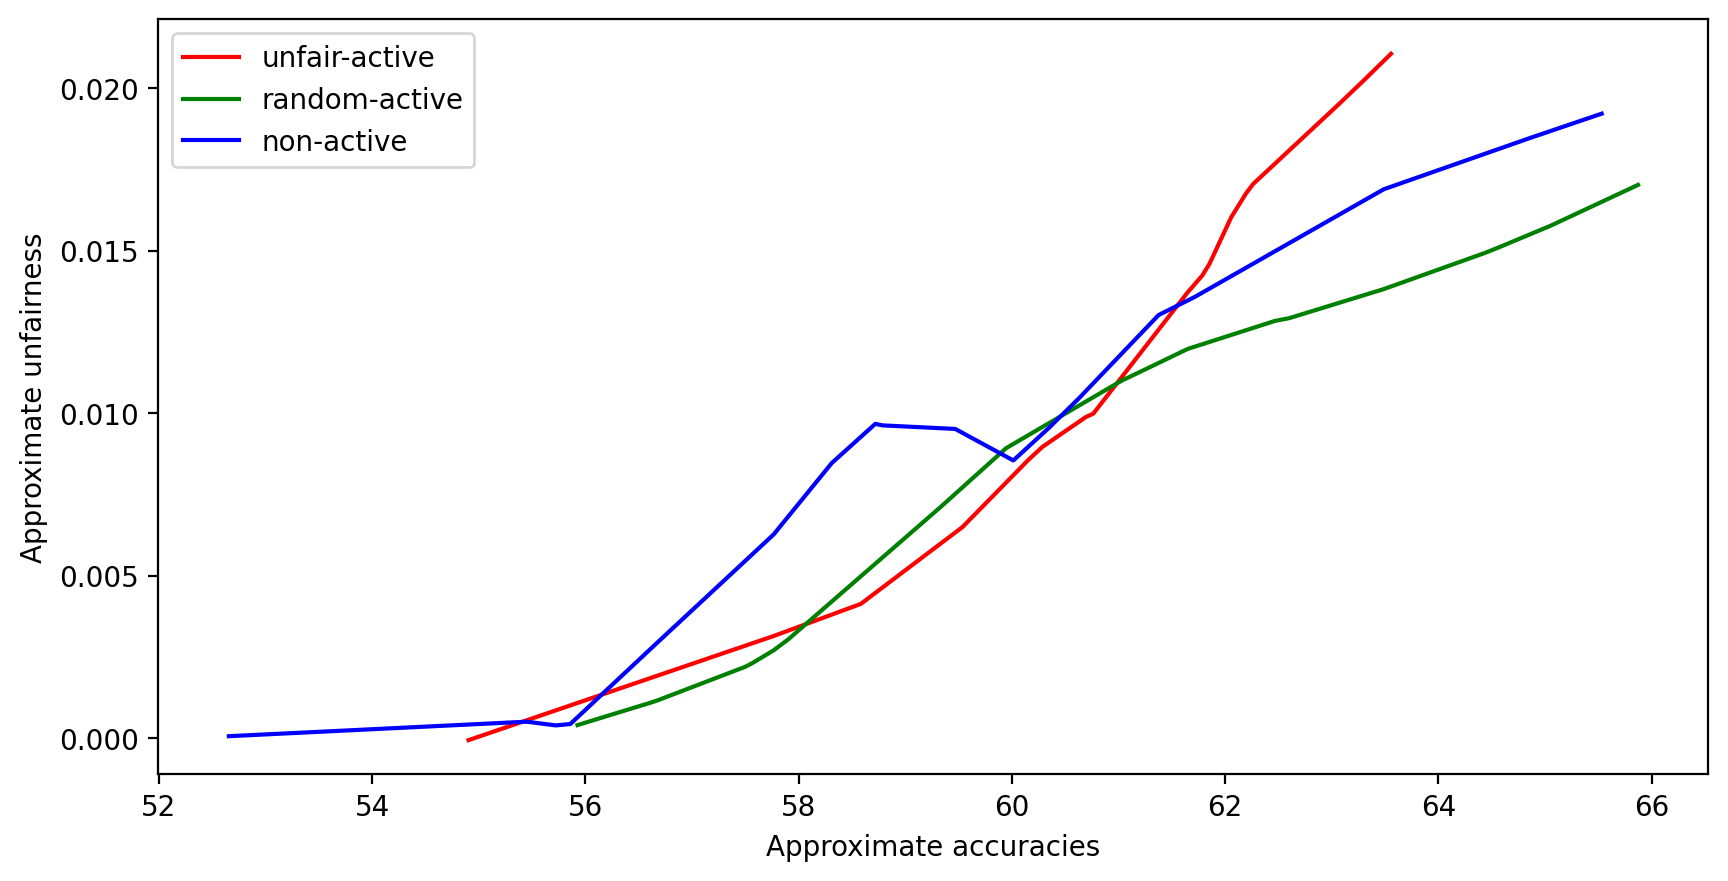 unfair-active
random-active
non-active
Approximate unfairness
0.020
0.015
0.010
0.005
0.000
52 54 56 58 60 62 64 66
Approximate accuracies